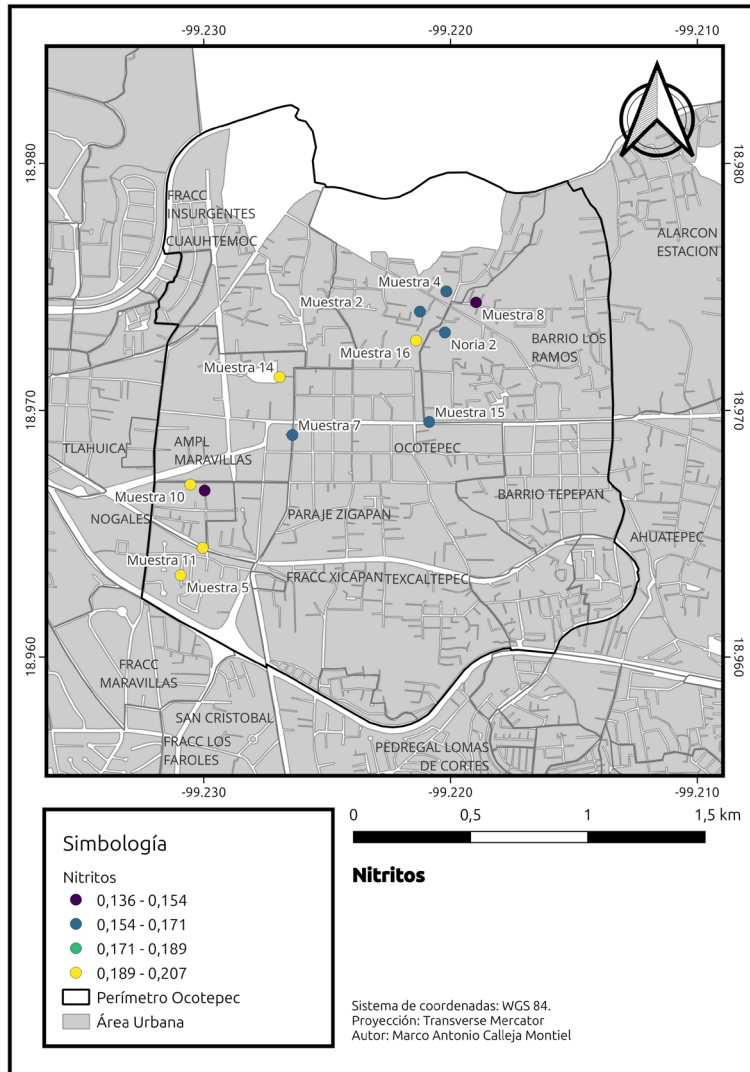 -99.230
-99.220
-99.210
18.980
18.980
FRACC
INSURGENTES
CUAUHTEMOC
ALARCON
ESTACION
Muestra 4
Muestra 2
Muestra 8
Muestra 16
Noria 2
BARRIO LOS
RAMOS
Muestra 14
18.970
18.970
Muestra 15
Muestra 7
TLAHUICA
AMPL
MARAVILLAS
OCOTEPEC
Muestra 10
BARRIO TEPEPAN
NOGALES
PARAJE ZIGAPAN
AHUATEPEC
Muestra 11
Muestra 5
FRACC XICAPAN
TEXCALTEPEC
18.960
18.960
FRACC
MARAVILLAS
SAN CRISTOBAL
FRACC LOS
FAROLES
PEDREGAL LOMAS
DE CORTES
-99.230
-99.220
-99.210
Simbología
Nitritos
0,136 - 0,154
0,154 - 0,171
0,171 - 0,189
0,189 - 0,207
Perímetro Ocotepec
Área Urbana
0 0,5 1 1,5 km
Nitritos
Sistema de coordenadas: WGS 84.
Proyección: Transverse Mercator
Autor: Marco Antonio Calleja Montiel